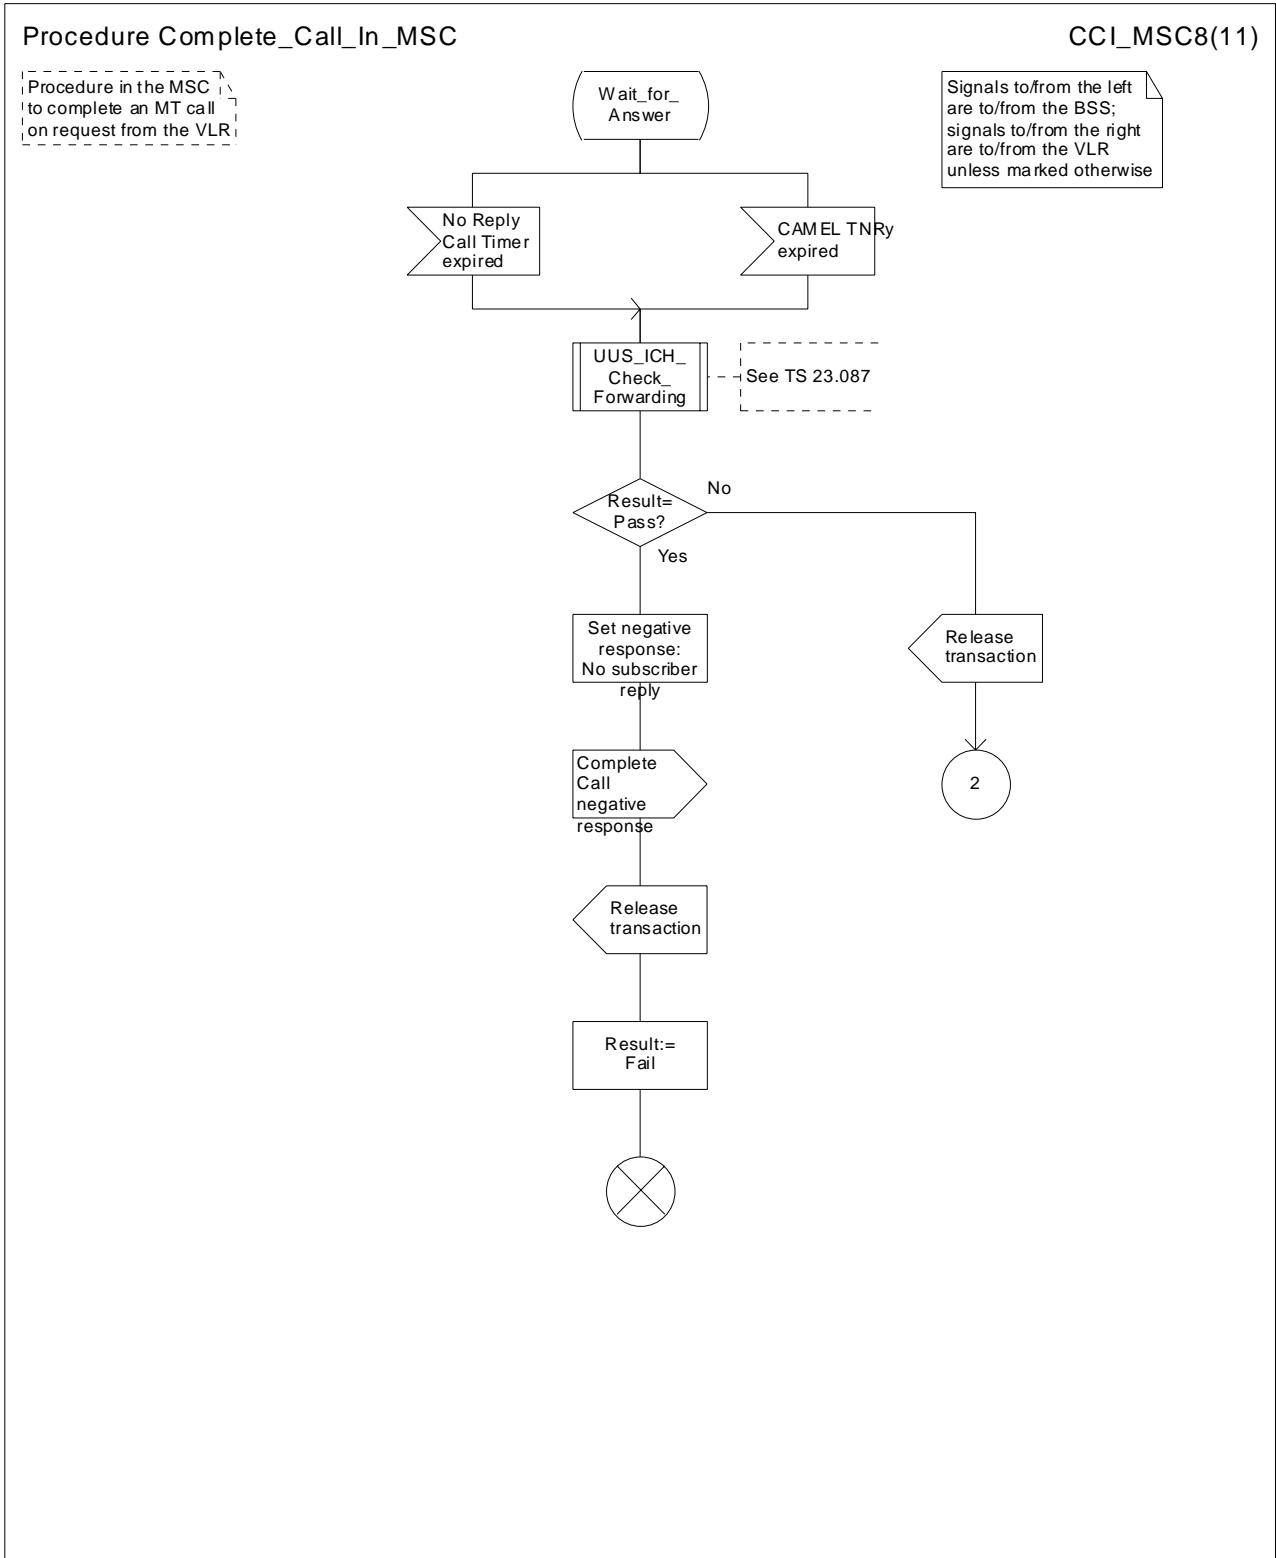 Procedure Complete_Call_In_MSC
CCI_MSC8(11)
Procedure in the MSC
to complete an MT call
on request from the VLR
Signals to/from the left
are to/from the BSS;
signals to/from the right
are to/from the VLR
unless marked otherwise
Wait_for_
Answer
No Reply
Call Timer
expired
CAMEL TNRy
expired
UUS_ICH_
Check_
Forwarding
See TS 23.087
Result=
Pass?
No
Yes
Set negative
response:
No subscriber
reply
Release
transaction
Complete
Call
negative
response
2
Release
transaction
Result:=
Fail